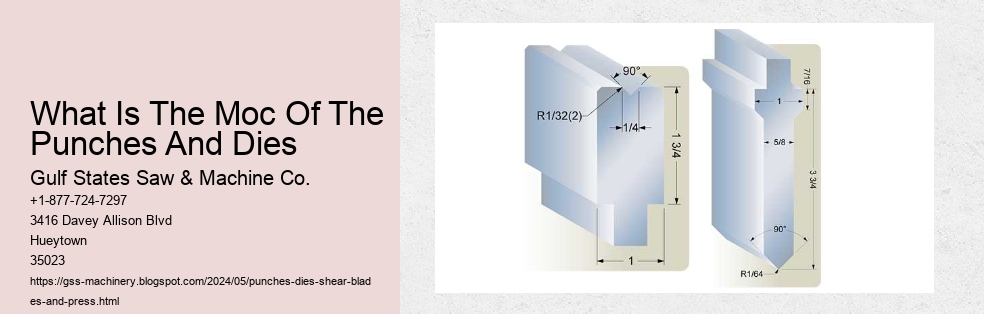 What Is The Moc Of The
Punches And Dies
Gulf States Saw & Machine Co.
+1-877-724-7297
3416 Davey Allison Blvd
Hueytown
35023
https://gss-machinery.blogspot.com/2024/05/punches-dies-shear-blad
es-and-press.html
90°
R1/32(2)
1/4
1 3/4
1
7/16
1
5/8
3 3/4
90°
R1/64